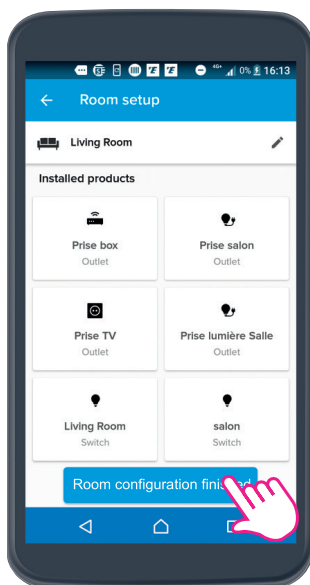 4G+ 0% 16:13
Room setup
Living Room
Installed products
Prise box
Outlet
Prise salon
Outlet
Prise TV
Outlet
Prise lumière Salle
Outlet
Living Room
Switch
salon
Switch
Room configuration